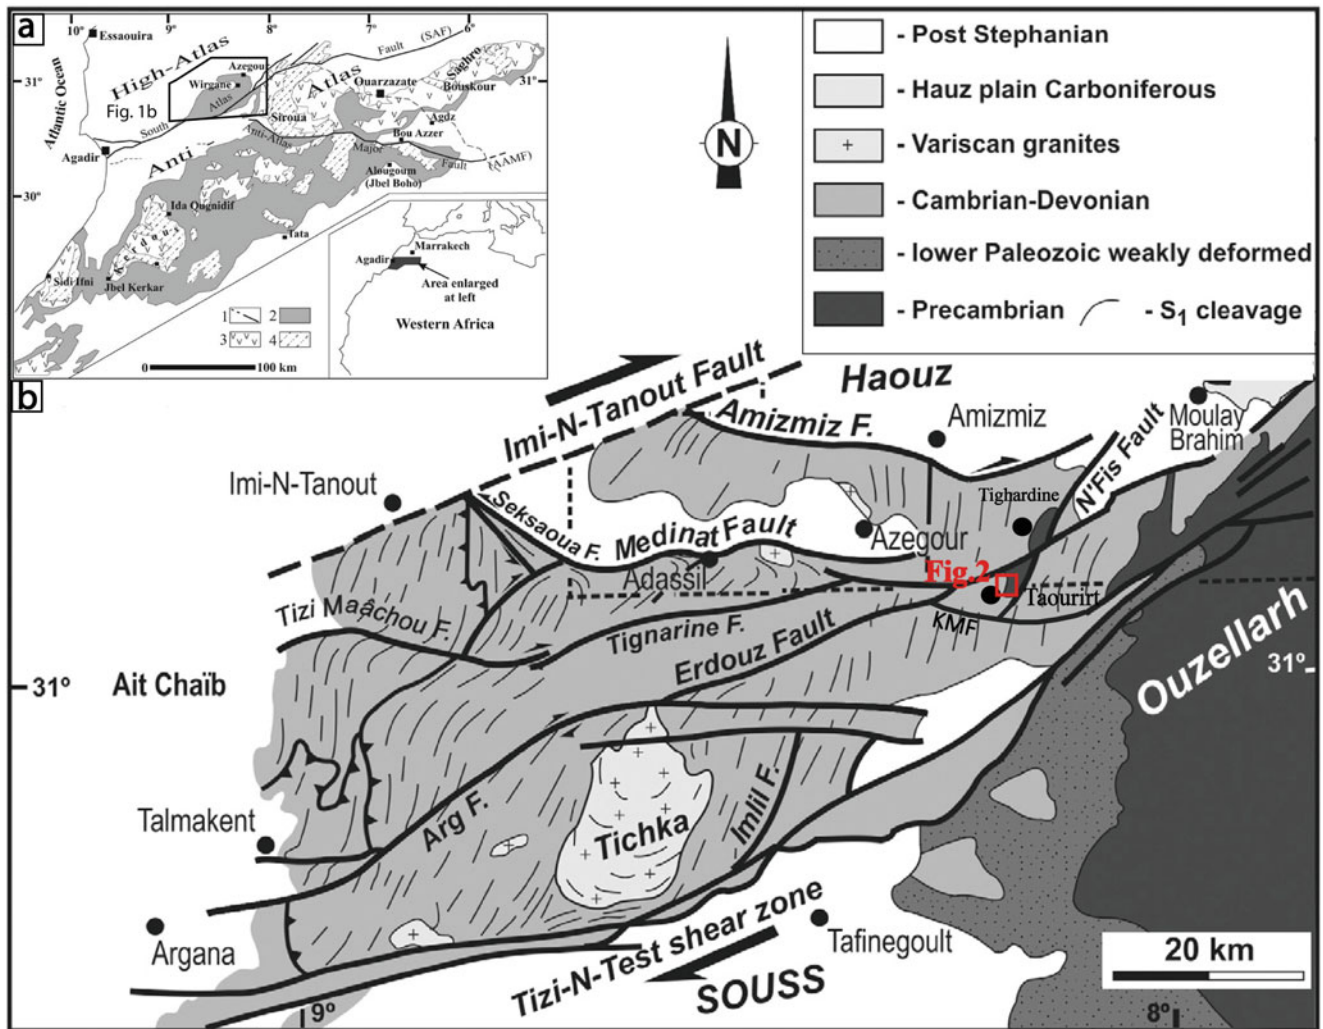 a
10° 9° 8° 7° 6°
Essaouira
Fault (SAF)
High-Atlas
Atlas
Saghro
31°
31°
Azegour
Wirgane
Ouarzazate
Bouskour
Atlantic Ocean
Fig. 1b
Atlas
Siroua
Agdz
South
Anti-Atlas
Major
Bou Azzer
Fault
(AAMF)
Agadir
Anti -
Alougoum
(Jbel Boho)
30°
Ida Ougnidif
Tata
Kerdous
Sidi Ifni
Jbel Kerkar
Marrakech
Agadir
Area enlarged
at left
Western Africa
1 2
3 4
0 100 km
N
- Post Stephanian
- Hauz plain Carboniferous
+ - Variscan granites
- Cambrian-Devonian
- lower Paleozoic weakly deformed
- Precambrian - S1 cleavage
b
Imi-N-Tanout Fault
Haouz
Amizmiz F.
Amizmiz
Moulay
Brahim
N'Fis Fault
Imi-N-Tanout
Tighardine
Seksaoua F.
Medinat Fault
Azegour
Adassil
Fig.2
Taourirt
Tizi Maâchou F.
KMF
Tignarine F.
Erdouz Fault
Ouzellarh
31°
31°
Ait Chaïb
Talmakent
Arg F.
Tichka
Imlil F.
Argana
Tizi-N-Test shear zone
Tafinegoult
SOUSS
20 km
9° 8°